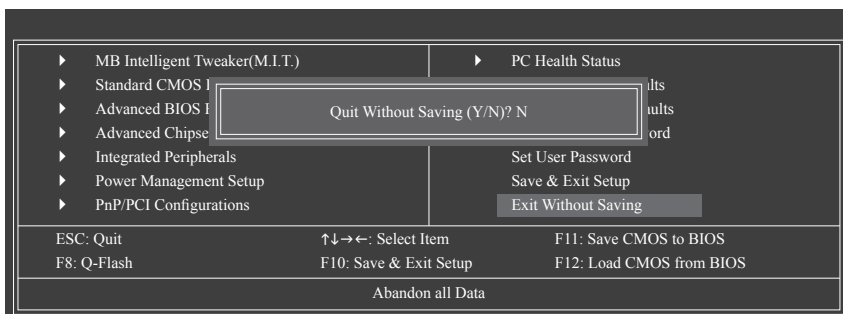 MB Intelligent Tweaker(M.I.T.)
Standard CMOS
Advanced BIOS
Advanced
Integrated Peripherals
Power Management Setup
PnP/PCI Configurations
PC Health Status
Set User Password
Save & Exit Setup
Exit Without Saving
Quit Without Saving (Y/N)? N
ESC: Quit ↑↓→←: Select Item F11: Save CMOS to BIOS
F8: Q-Flash F10: Save & Exit Setup F12: Load CMOS from BIOS
Abandon all Data